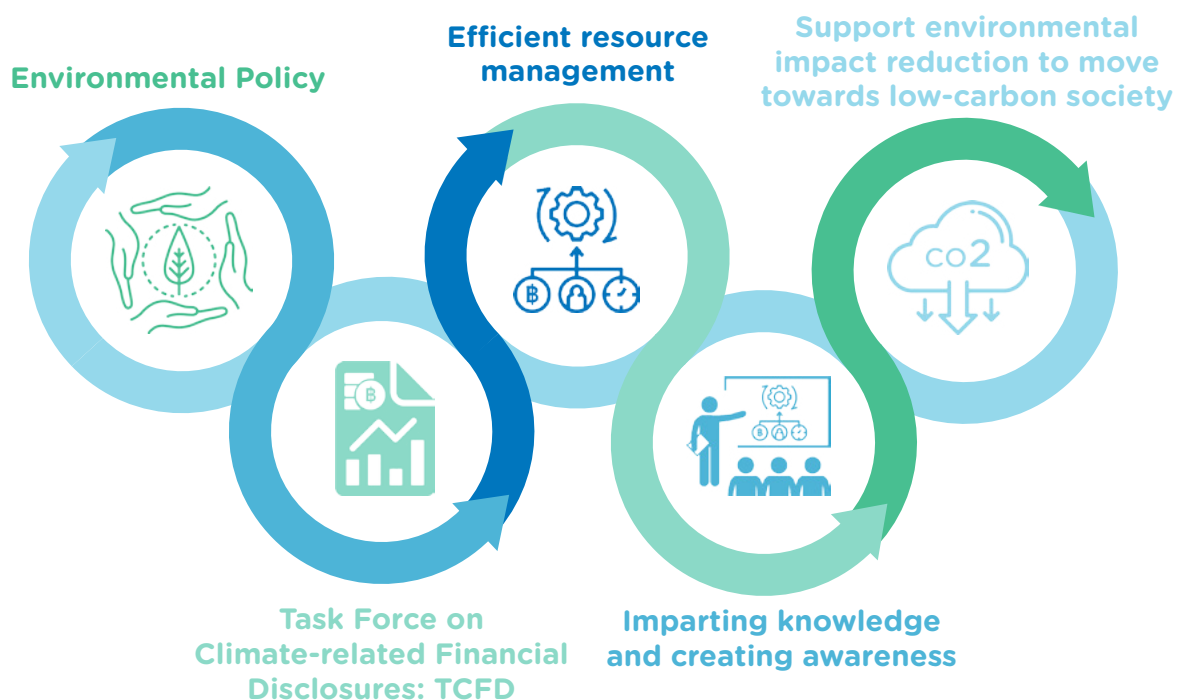 Environmental Policy
Efficient resource
management
Support environmental
impact reduction to move
towards low-carbon society
CO2
Task Force on
Climate-related Financial
Disclosures: TCFD
Imparting knowledge
and creating awareness